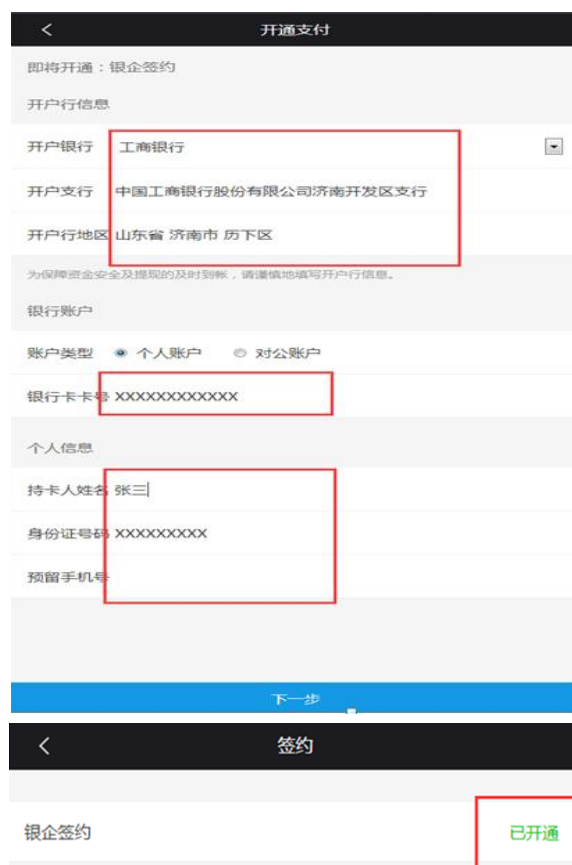 开通支付
即将开通：银企签约
开户行信息
开户银行 工商银行
开户支行 中国工商银行股份有限公司济南开发区支行
开户行地区 山东省 济南市 历下区
为保障资金安全及提现的及时到帐，请谨慎地填写开户行信息。
银行账户
账户类型 个人账户 对公账户
银行卡卡号 XXXXXXXXXXXX
个人信息
持卡人姓名 张三
身份证号码 XXXXXXXXX
预留手机号
下一步
签约
银企签约 已开通